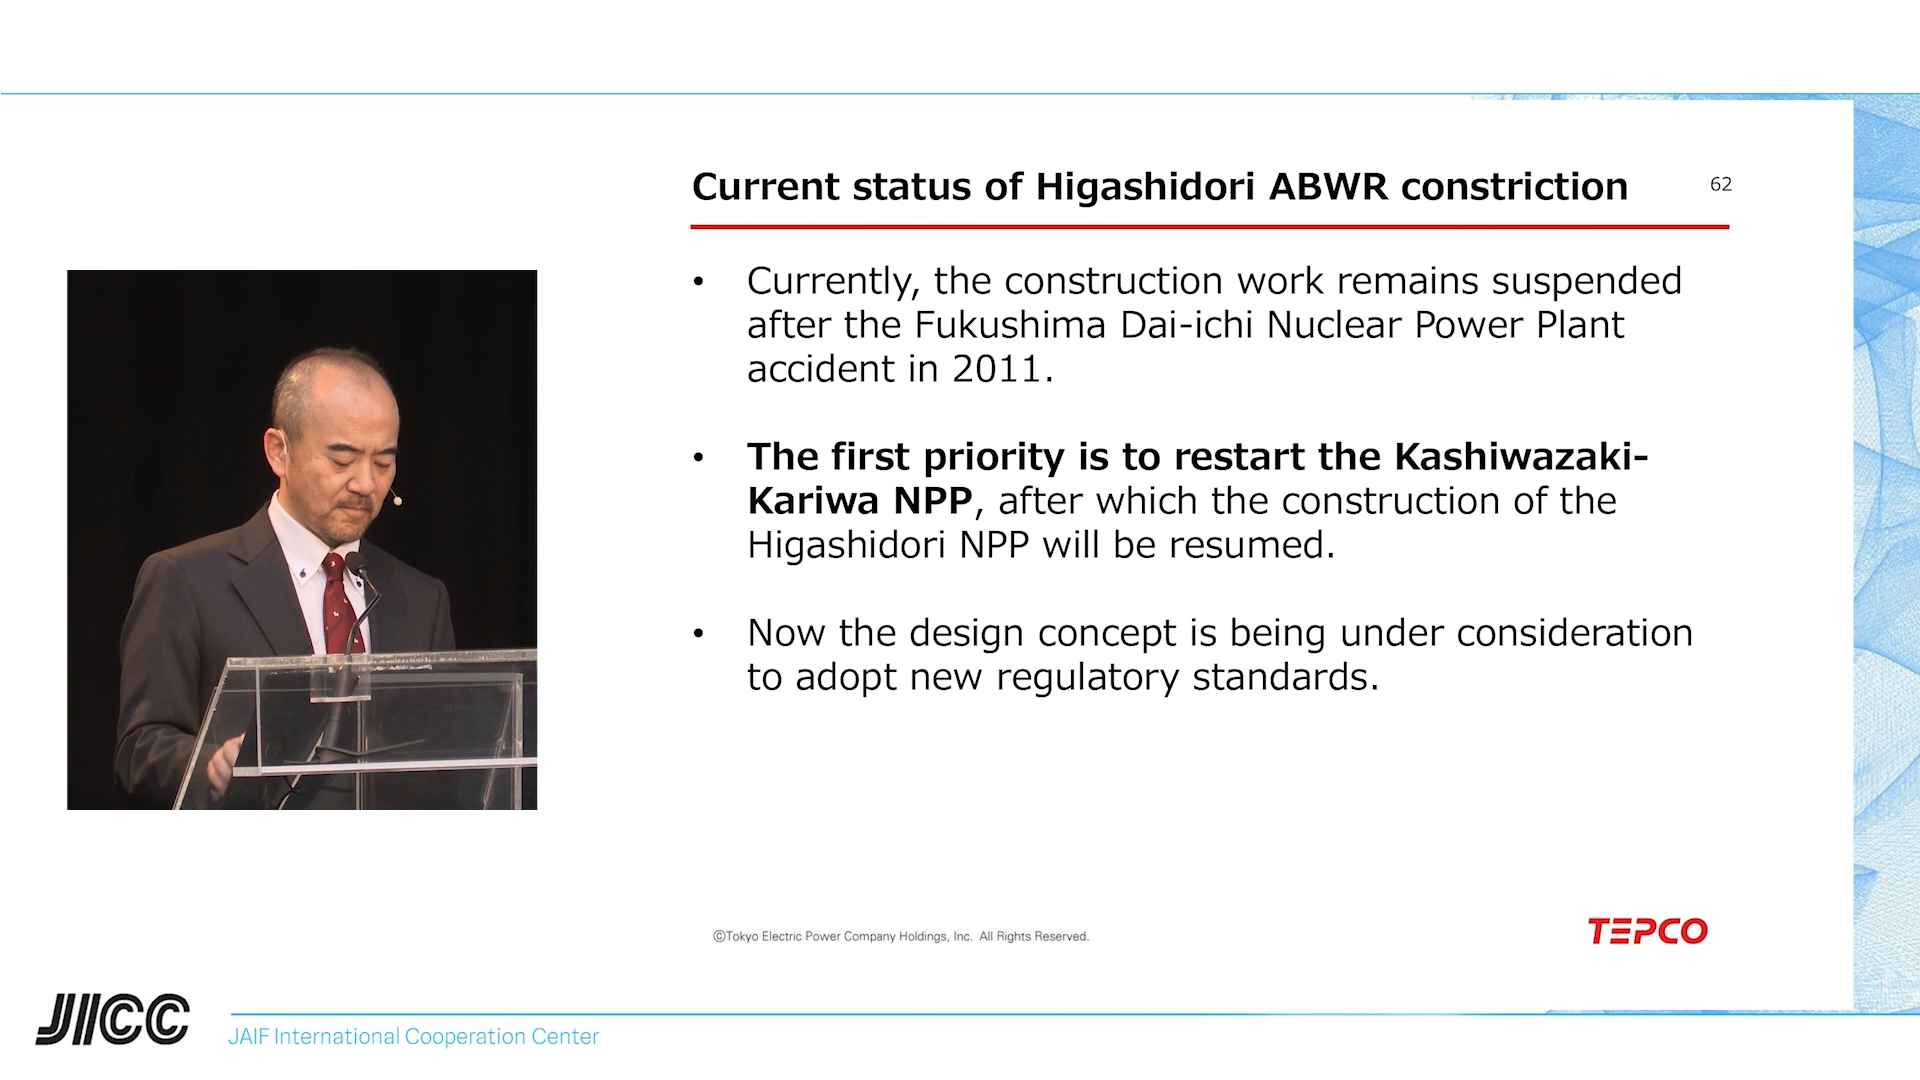 Current status of Higashidori ABWR constriction
62
• Currently, the construction work remains suspended
after the Fukushima Dai-ichi Nuclear Power Plant
accident in 2011.
• The first priority is to restart the Kashiwazaki-
Kariwa NPP, after which the construction of the
Higashidori NPP will be resumed.
• Now the design concept is being under consideration
to adopt new regulatory standards.
©Tokyo Electric Power Company Holdings, Inc. All Rights Reserved.
TEPCO
JICC
JAIF International Cooperation Center